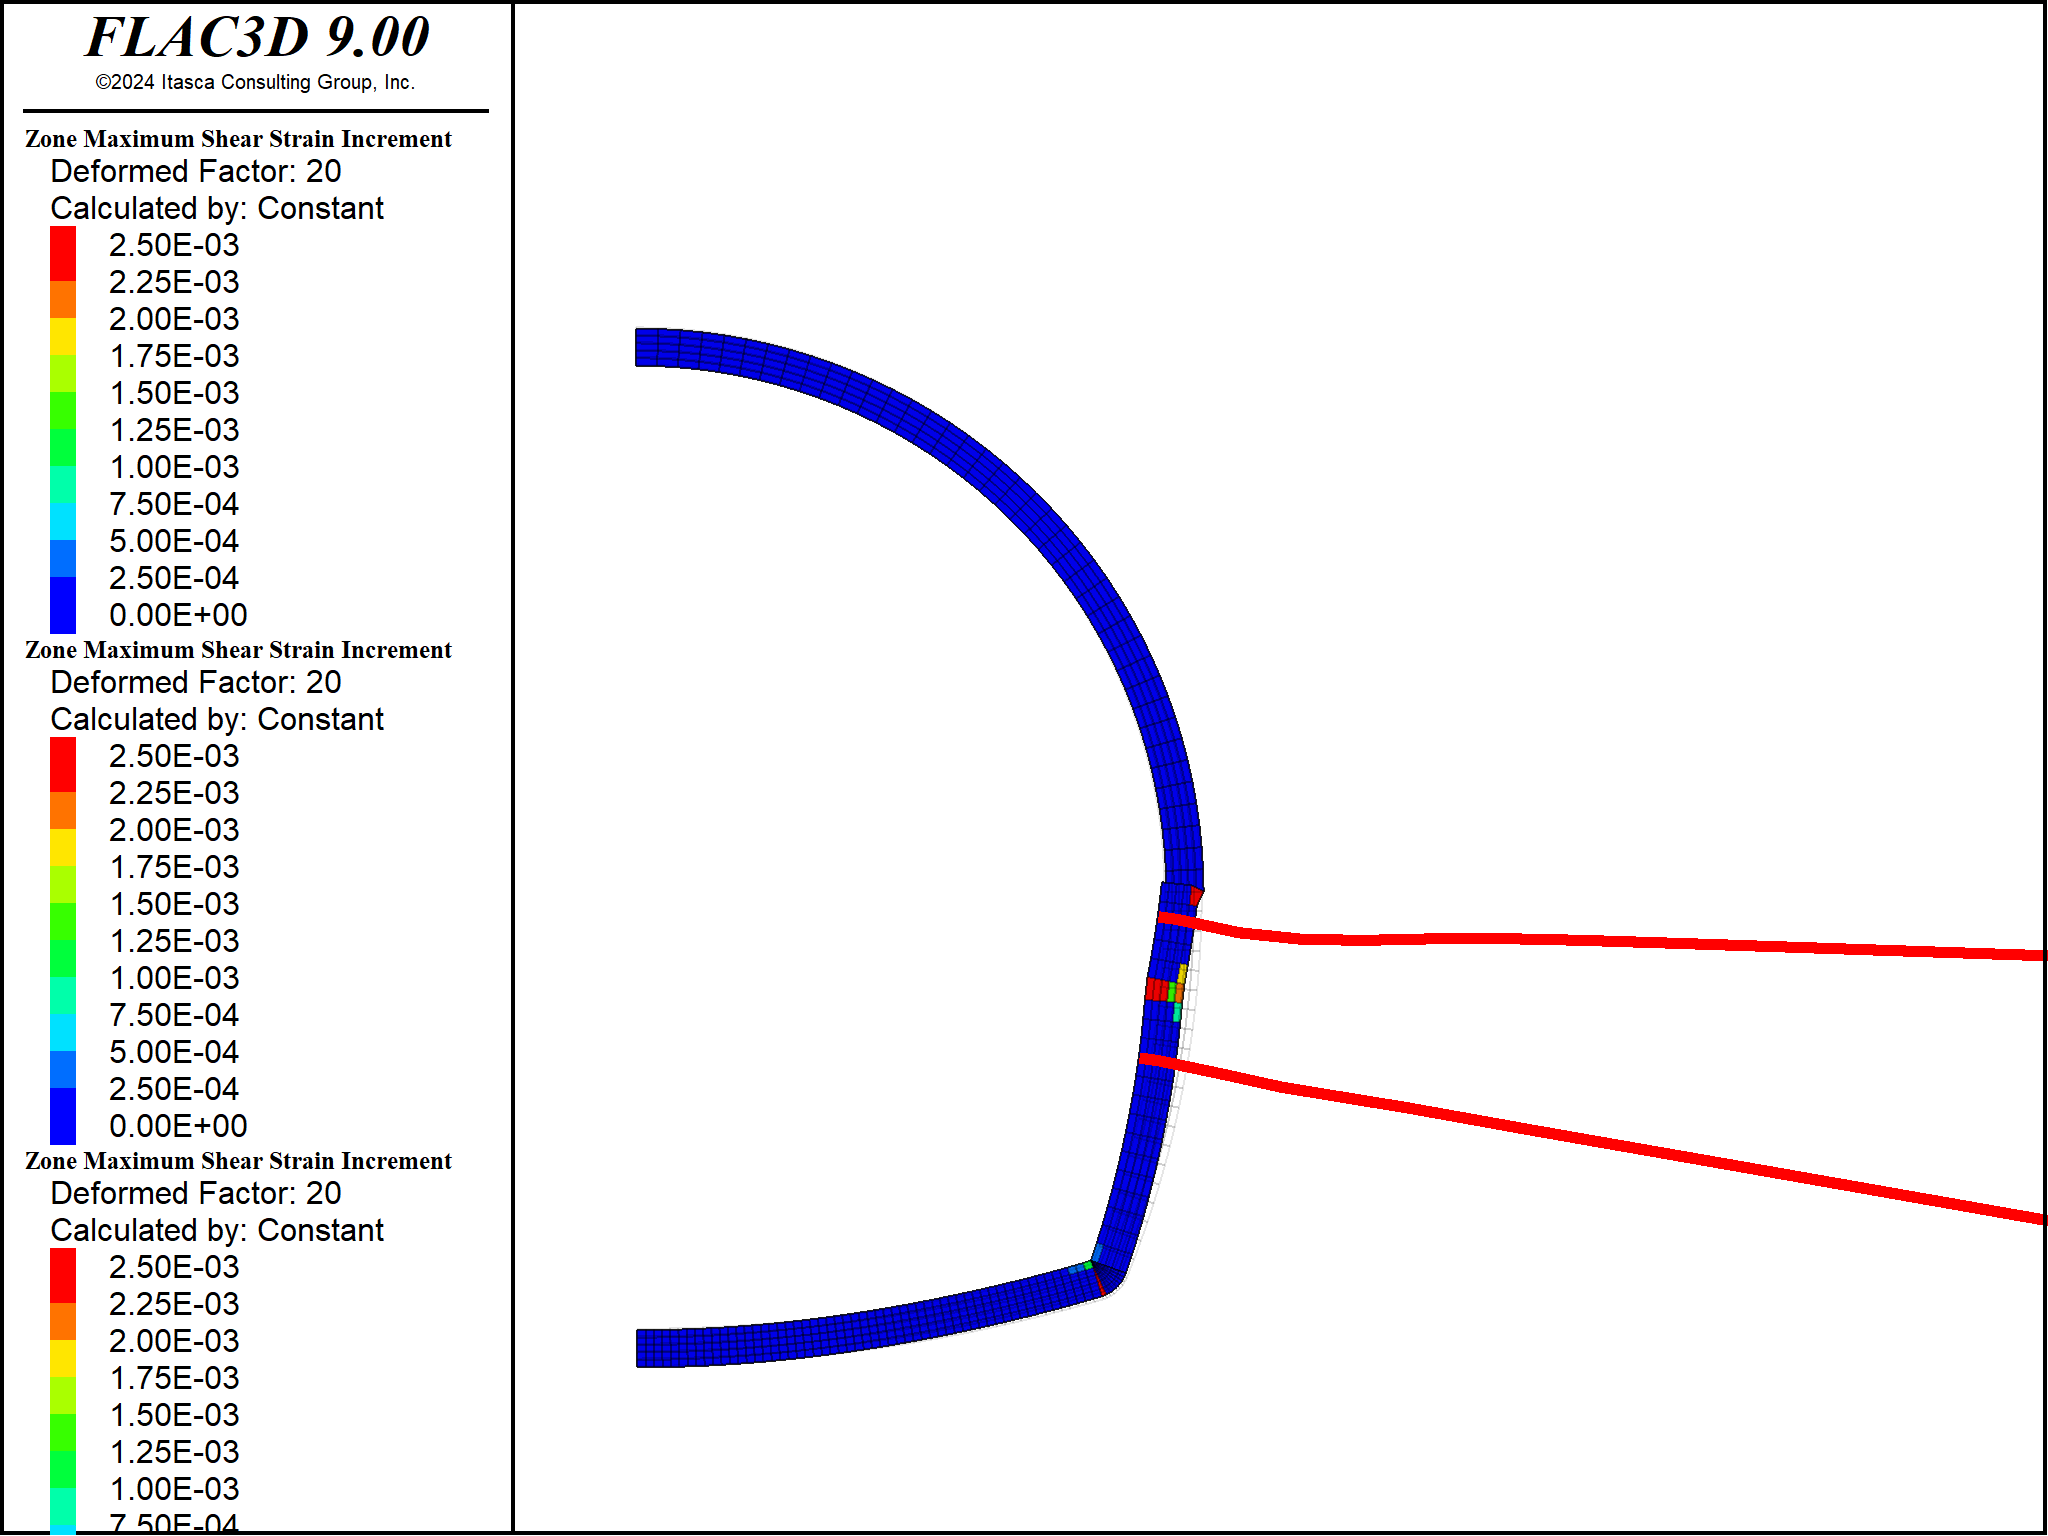 FLAC3D 9.00
©2024 Itasca Consulting Group, Inc.
Zone Maximum Shear Strain Increment
Deformed Factor: 20
Calculated by: Constant
2.50E-03
2.25E-03
2.00E-03
1.75E-03
1.50E-03
1.25E-03
1.00E-03
7.50E-04
5.00E-04
2.50E-04
0.00E+00
Zone Maximum Shear Strain Increment
Deformed Factor: 20
Calculated by: Constant
2.50E-03
2.25E-03
2.00E-03
1.75E-03
1.50E-03
1.25E-03
1.00E-03
7.50E-04
5.00E-04
2.50E-04
0.00E+00
Zone Maximum Shear Strain Increment
Deformed Factor: 20
Calculated by: Constant
2.50E-03
2.25E-03
2.00E-03
1.75E-03
1.50E-03
1.25E-03
1.00E-03
7.50E-04